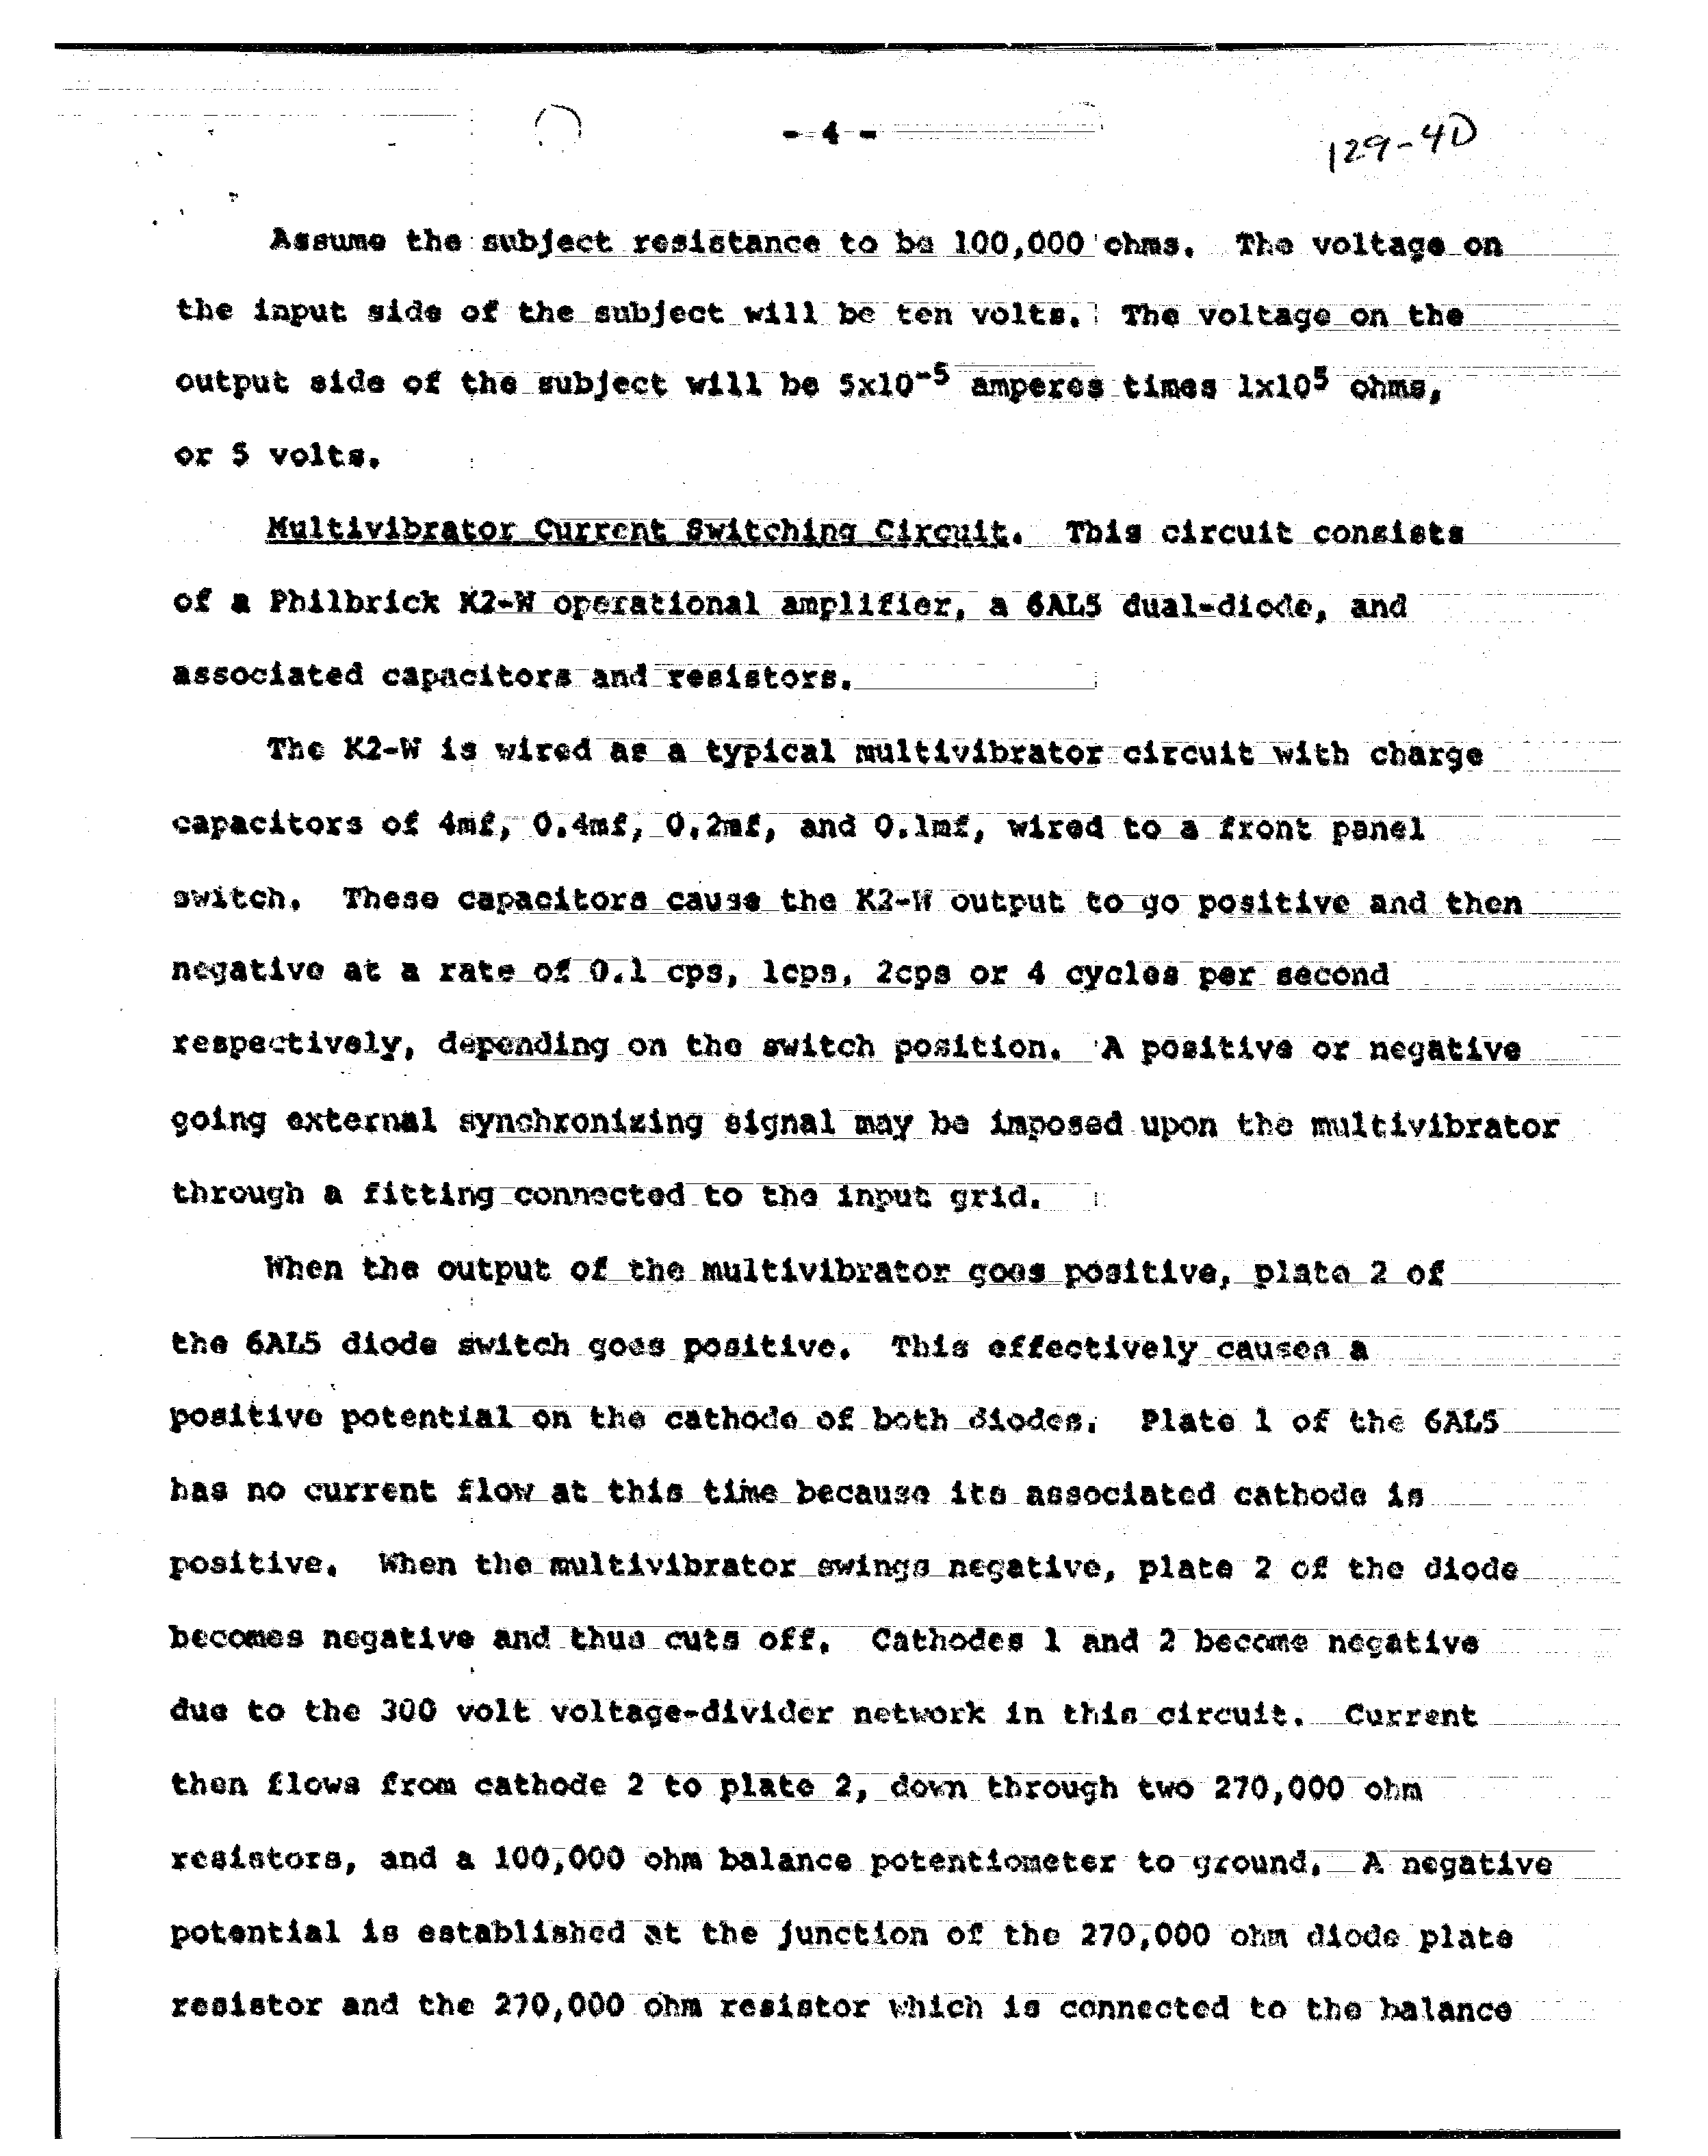 - 4 -
129-4D
Assume the subject resistance to be 100,000 ohms. The voltage on
the input side of the subject will be ten volts. The voltage on the
output side of the subject will be 5x10⁻⁵ amperes times 1x10⁵ ohms,
or 5 volts.
Multivibrator Current Switching Circuit. This circuit consists
of a Philbrick K2-W operational amplifier, a 6AL5 dual-diode, and
associated capacitors and resistors.
The K2-W is wired as a typical multivibrator circuit with charge
capacitors of 4mf, 0.4mf, 0.2mf, and 0.1mf, wired to a front panel
switch. These capacitors cause the K2-W output to go positive and then
negative at a rate of 0.1 cps, 1cps, 2cps or 4 cycles per second
respectively, depending on the switch position. A positive or negative
going external synchronizing signal may be imposed upon the multivibrator
through a fitting connected to the input grid.
When the output of the multivibrator goes positive, plate 2 of
the 6AL5 diode switch goes positive. This effectively causes a
positive potential on the cathode of both diodes. Plate 1 of the 6AL5
has no current flow at this time because its associated cathode is
positive. When the multivibrator swings negative, plate 2 of the diode
becomes negative and thus cuts off. Cathodes 1 and 2 become negative
due to the 300 volt voltage-divider network in this circuit. Current
then flows from cathode 2 to plate 2, down through two 270,000 ohm
resistors, and a 100,000 ohm balance potentiometer to ground. A negative
potential is established at the junction of the 270,000 ohm diode plate
resistor and the 270,000 ohm resistor which is connected to the balance